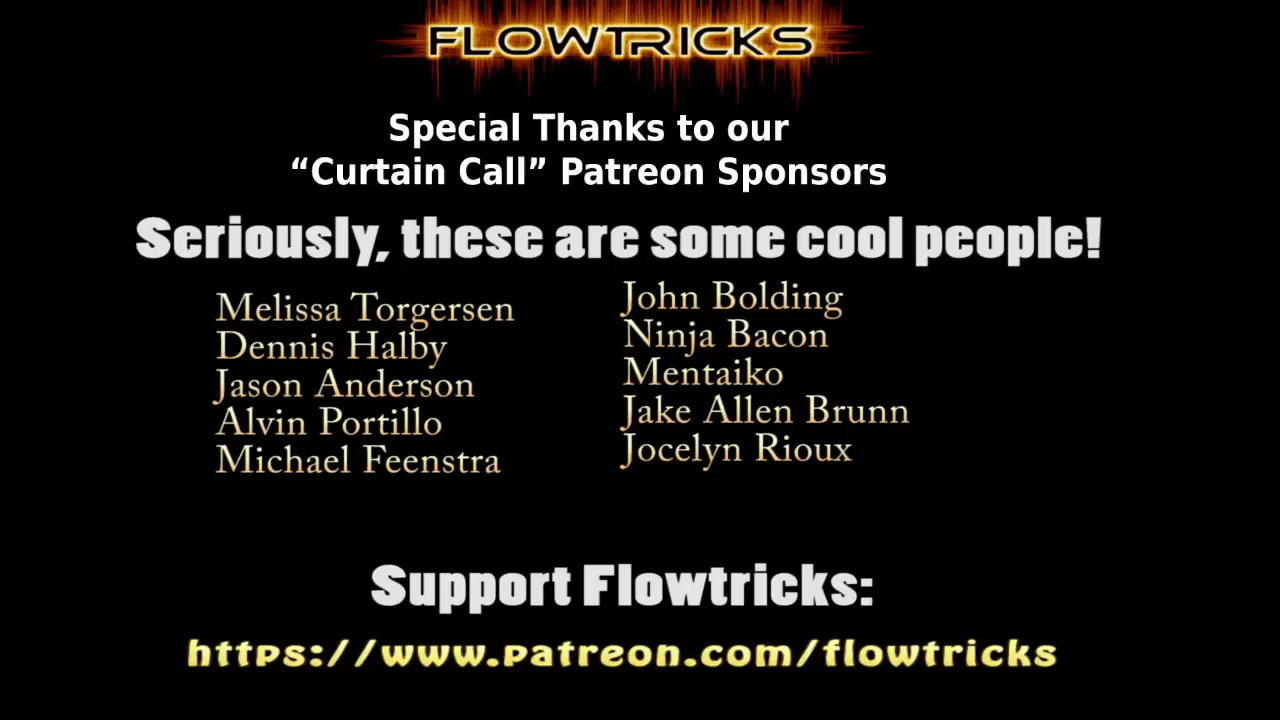 FLOWTRICKS
Special Thanks to our
“Curtain Call” Patreon Sponsors
Seriously, these are some cool people!
Melissa Torgersen
Dennis Halby
Jason Anderson
Alvin Portillo
Michael Feenstra
John Bolding
Ninja Bacon
Mentaiko
Jake Allen Brunn
Jocelyn Rioux
Support Flowtricks:
https://www.patreon.com/flowtricks